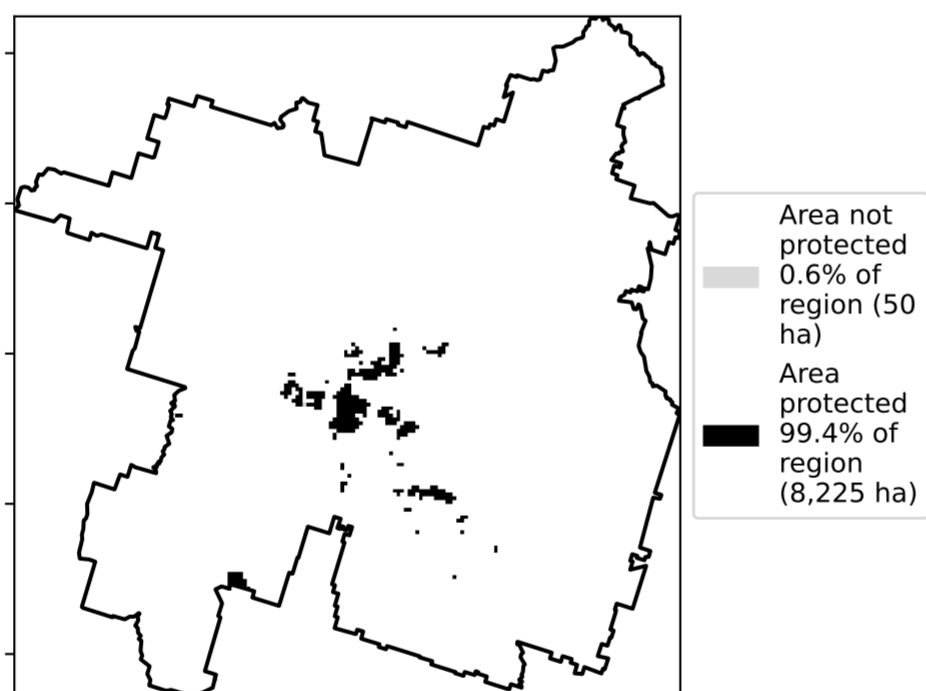 Area not
protected
0.6% of
region (50
ha)
Area
protected
99.4% of
region
(8,225 ha)